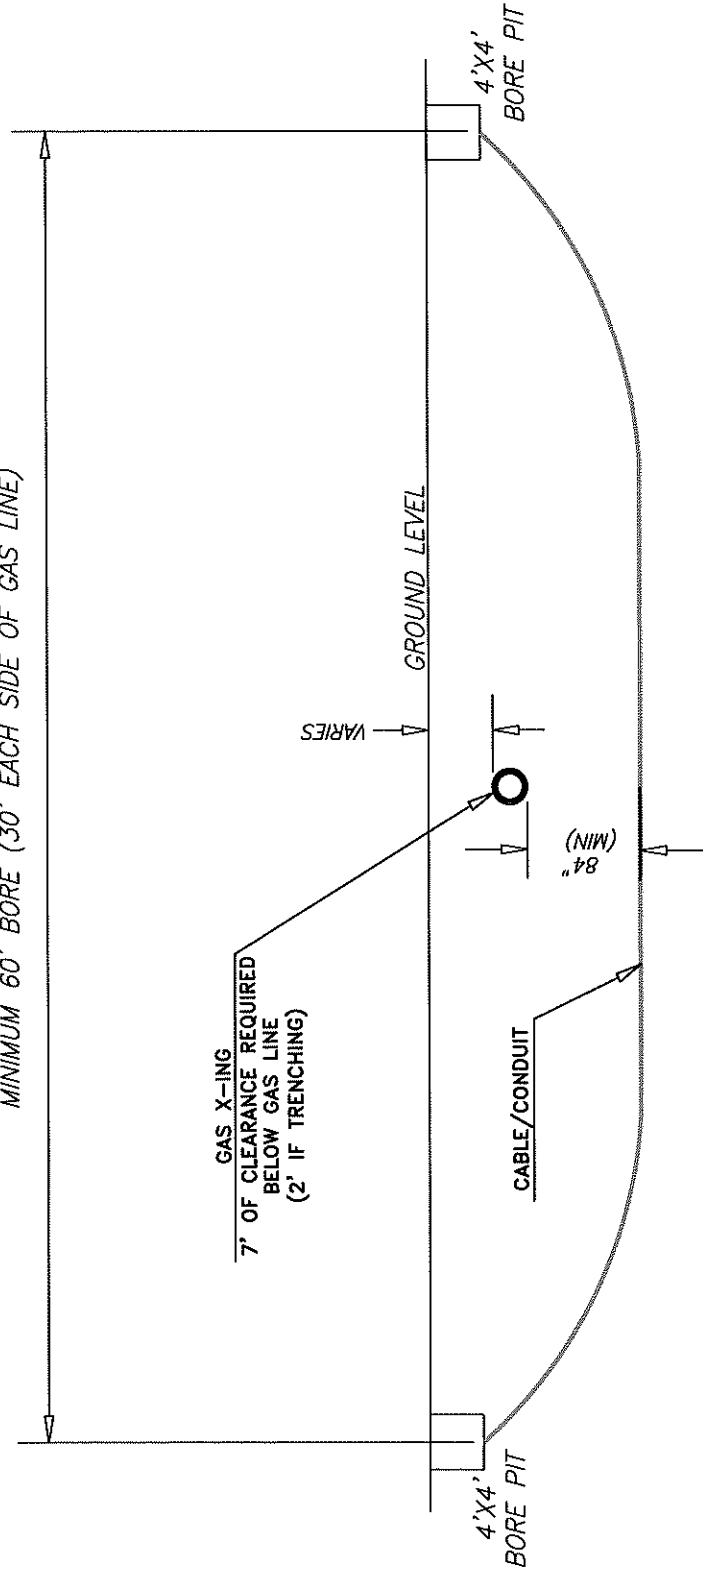 MINIMUM 60' BORE (30' EACH SIDE OF GAS LINE)
GAS X-ING
7' OF CLEARANCE REQUIRED
BELOW GAS LINE
(2' IF TRENCHING)
VARIES
GROUND LEVEL
4'X4'
BORE PIT
4'X4'
BORE PIT
84"
(MIN)
CABLE/CONDUIT